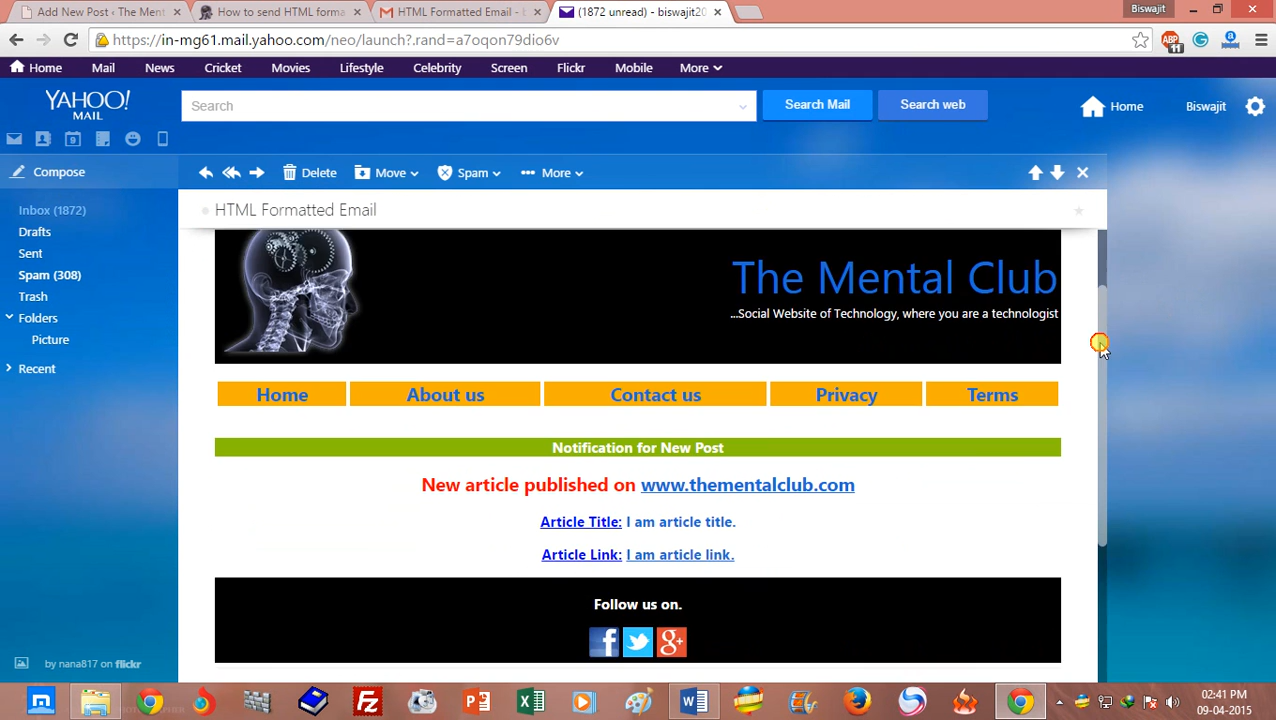 Add New Post ‹ The Ment
How to send HTML forma
HTML Formatted Email - b
(1872 unread) - biswajit20
Biswajit
https://in-mg61.mail.yahoo.com/neo/launch?.rand=a7oqon79dio6v
ABP
11
Home
Mail
News
Cricket
Movies
Lifestyle
Celebrity
Screen
Flickr
Mobile
More
YAHOO!
MAIL
Search
Search Mail
Search web
Home
Biswajit
9
Compose
Delete
Move
Spam
More
Inbox (1872)
Drafts
Sent
Spam (308)
Trash
Folders
Picture
Recent
HTML Formatted Email
The Mental Club
...Social Website of Technology, where you are a technologist
Home
About us
Contact us
Privacy
Terms
Notification for New Post
New article published on www.thementalclub.com
Article Title: I am article title.
Article Link: I am article link.
Follow us on.
by nana817 on flickr
02:41 PM
09-04-2015